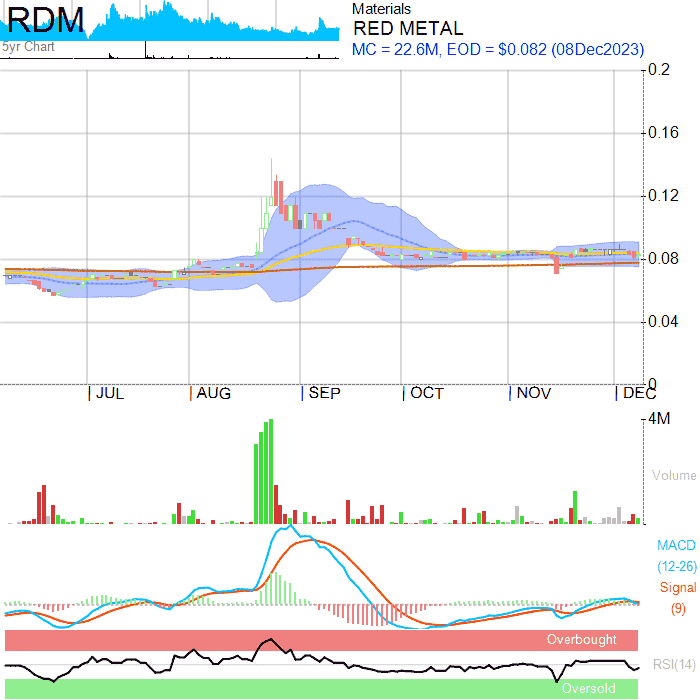 RDM
5yr Chart
Materials
RED METAL
MC = 22.6M, EOD = $0.082 (08Dec2023)
0.2
0.16
0.12
0.08
0.04
0
JUL AUG SEP OCT NOV DEC
4M
Volume
MACD
(12-26)
Signal
(9)
Overbought
RSI(14)
Oversold